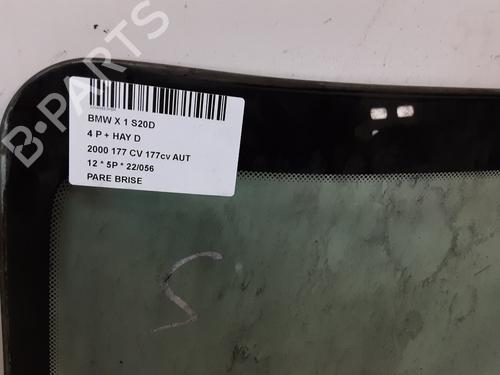 B-PARTS
BMW X 1 S20D
4 P + HAY D
2000 177 CV 177cv AUT
12 * 5P * 22/056
PARE BRISE
S